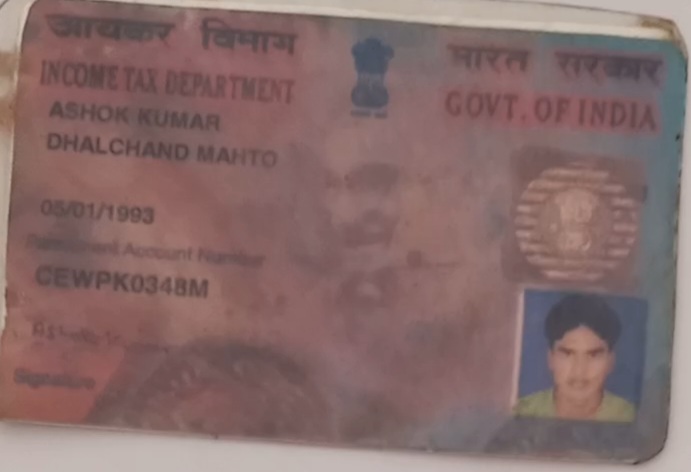 आयकर विभाग
भारत सरकार
INCOME TAX DEPARTMENT
GOVT. OF INDIA
ASHOK KUMAR
DHALCHAND MAHTO
05/01/1993
Permanent Account Number
CEWPK0348M
Signature